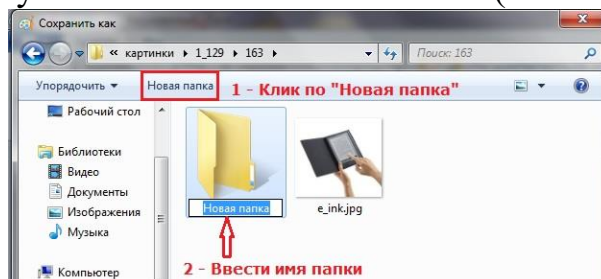 Сохранить как
« картинки ▸ 1_129 ▸ 163 ▸
Поиск: 163
Упорядочить ▾ Новая папка 1 - Клик по "Новая папка"
Рабочий стол
Библиотеки
Видео
Документы
Изображения
Музыка
Компьютер
Новая папка
e_ink.jpg
2 - Ввести имя папки